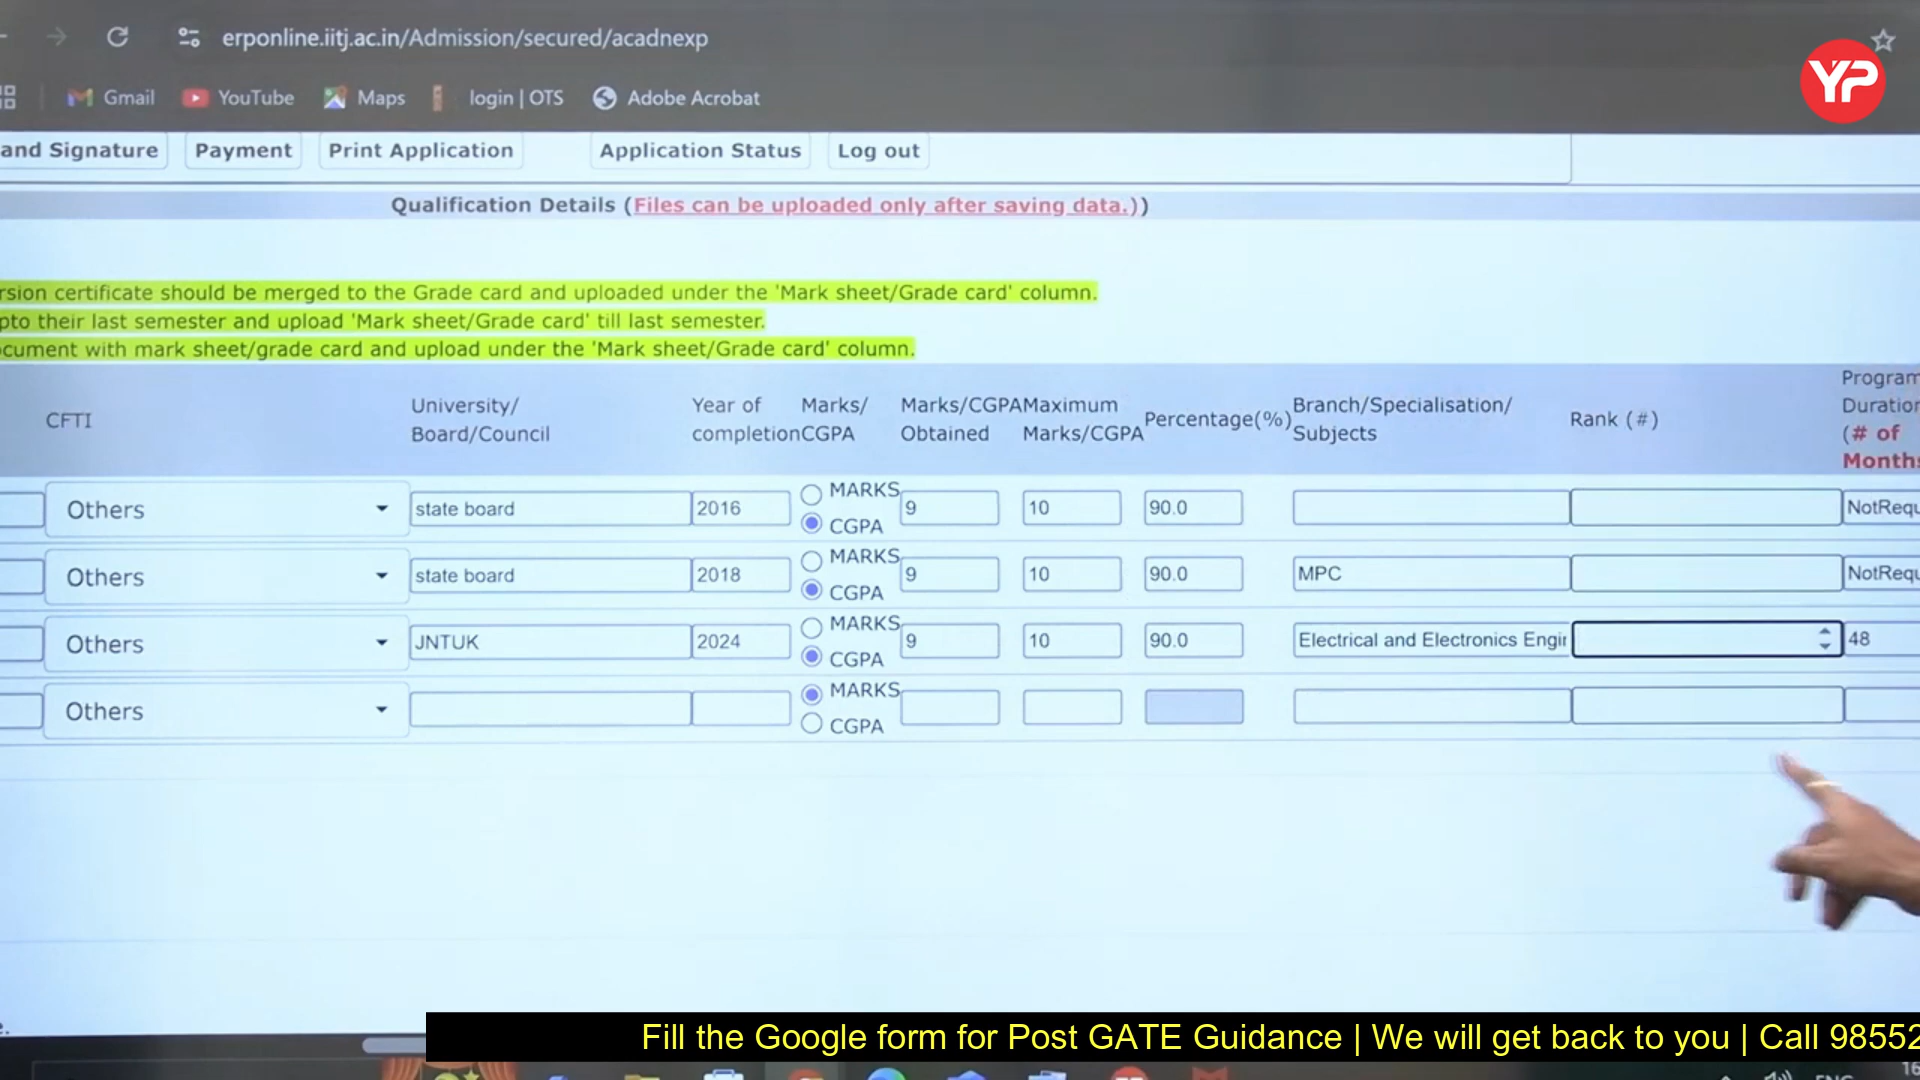 erponline.iitj.ac.in/Admission/secured/acadnexp
YP
Gmail YouTube Maps login | OTS Adobe Acrobat
and Signature Payment Print Application Application Status Log out
Qualification Details (Files can be uploaded only after saving data.))
certificate should be merged to the Grade card and uploaded under the 'Mark sheet/Grade card' column.
their last semester and upload 'Mark sheet/Grade card' till last semester.
with mark sheet/grade card and upload under the 'Mark sheet/Grade card' column.
CFTI University/ Board/Council Year of completion Marks/ CGPA Marks/CGPA Obtained Maximum Marks/CGPA Percentage(%) Branch/Specialisation/ Subjects Rank (#) Program Duration (# of Months
Others state board 2016 MARKS CGPA 9 10 90.0 NotRequ
Others state board 2018 MARKS CGPA 9 10 90.0 MPC NotRequ
Others JNTUK 2024 MARKS CGPA 9 10 90.0 Electrical and Electronics Engir 48
Others MARKS CGPA
Fill the Google form for Post GATE Guidance | We will get back to you | Call 98552
ENG 16